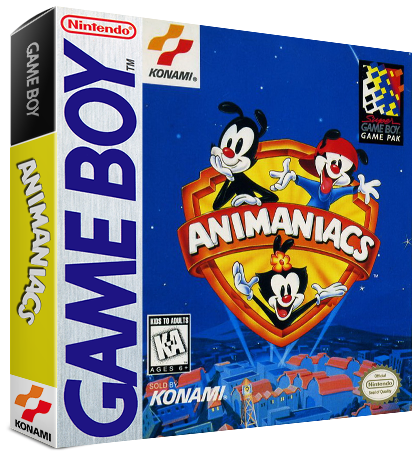 GAME BOY
ANIMANIACS
KONAMI
Nintendo®
GAME BOY™
KONAMI®
Super
GAME BOY
GAME PAK
ANIMANIACS
™
KIDS TO ADULTS
K-A
AGES 6+
SOLD BY
KONAMI
Official
Nintendo
Seal of Quality